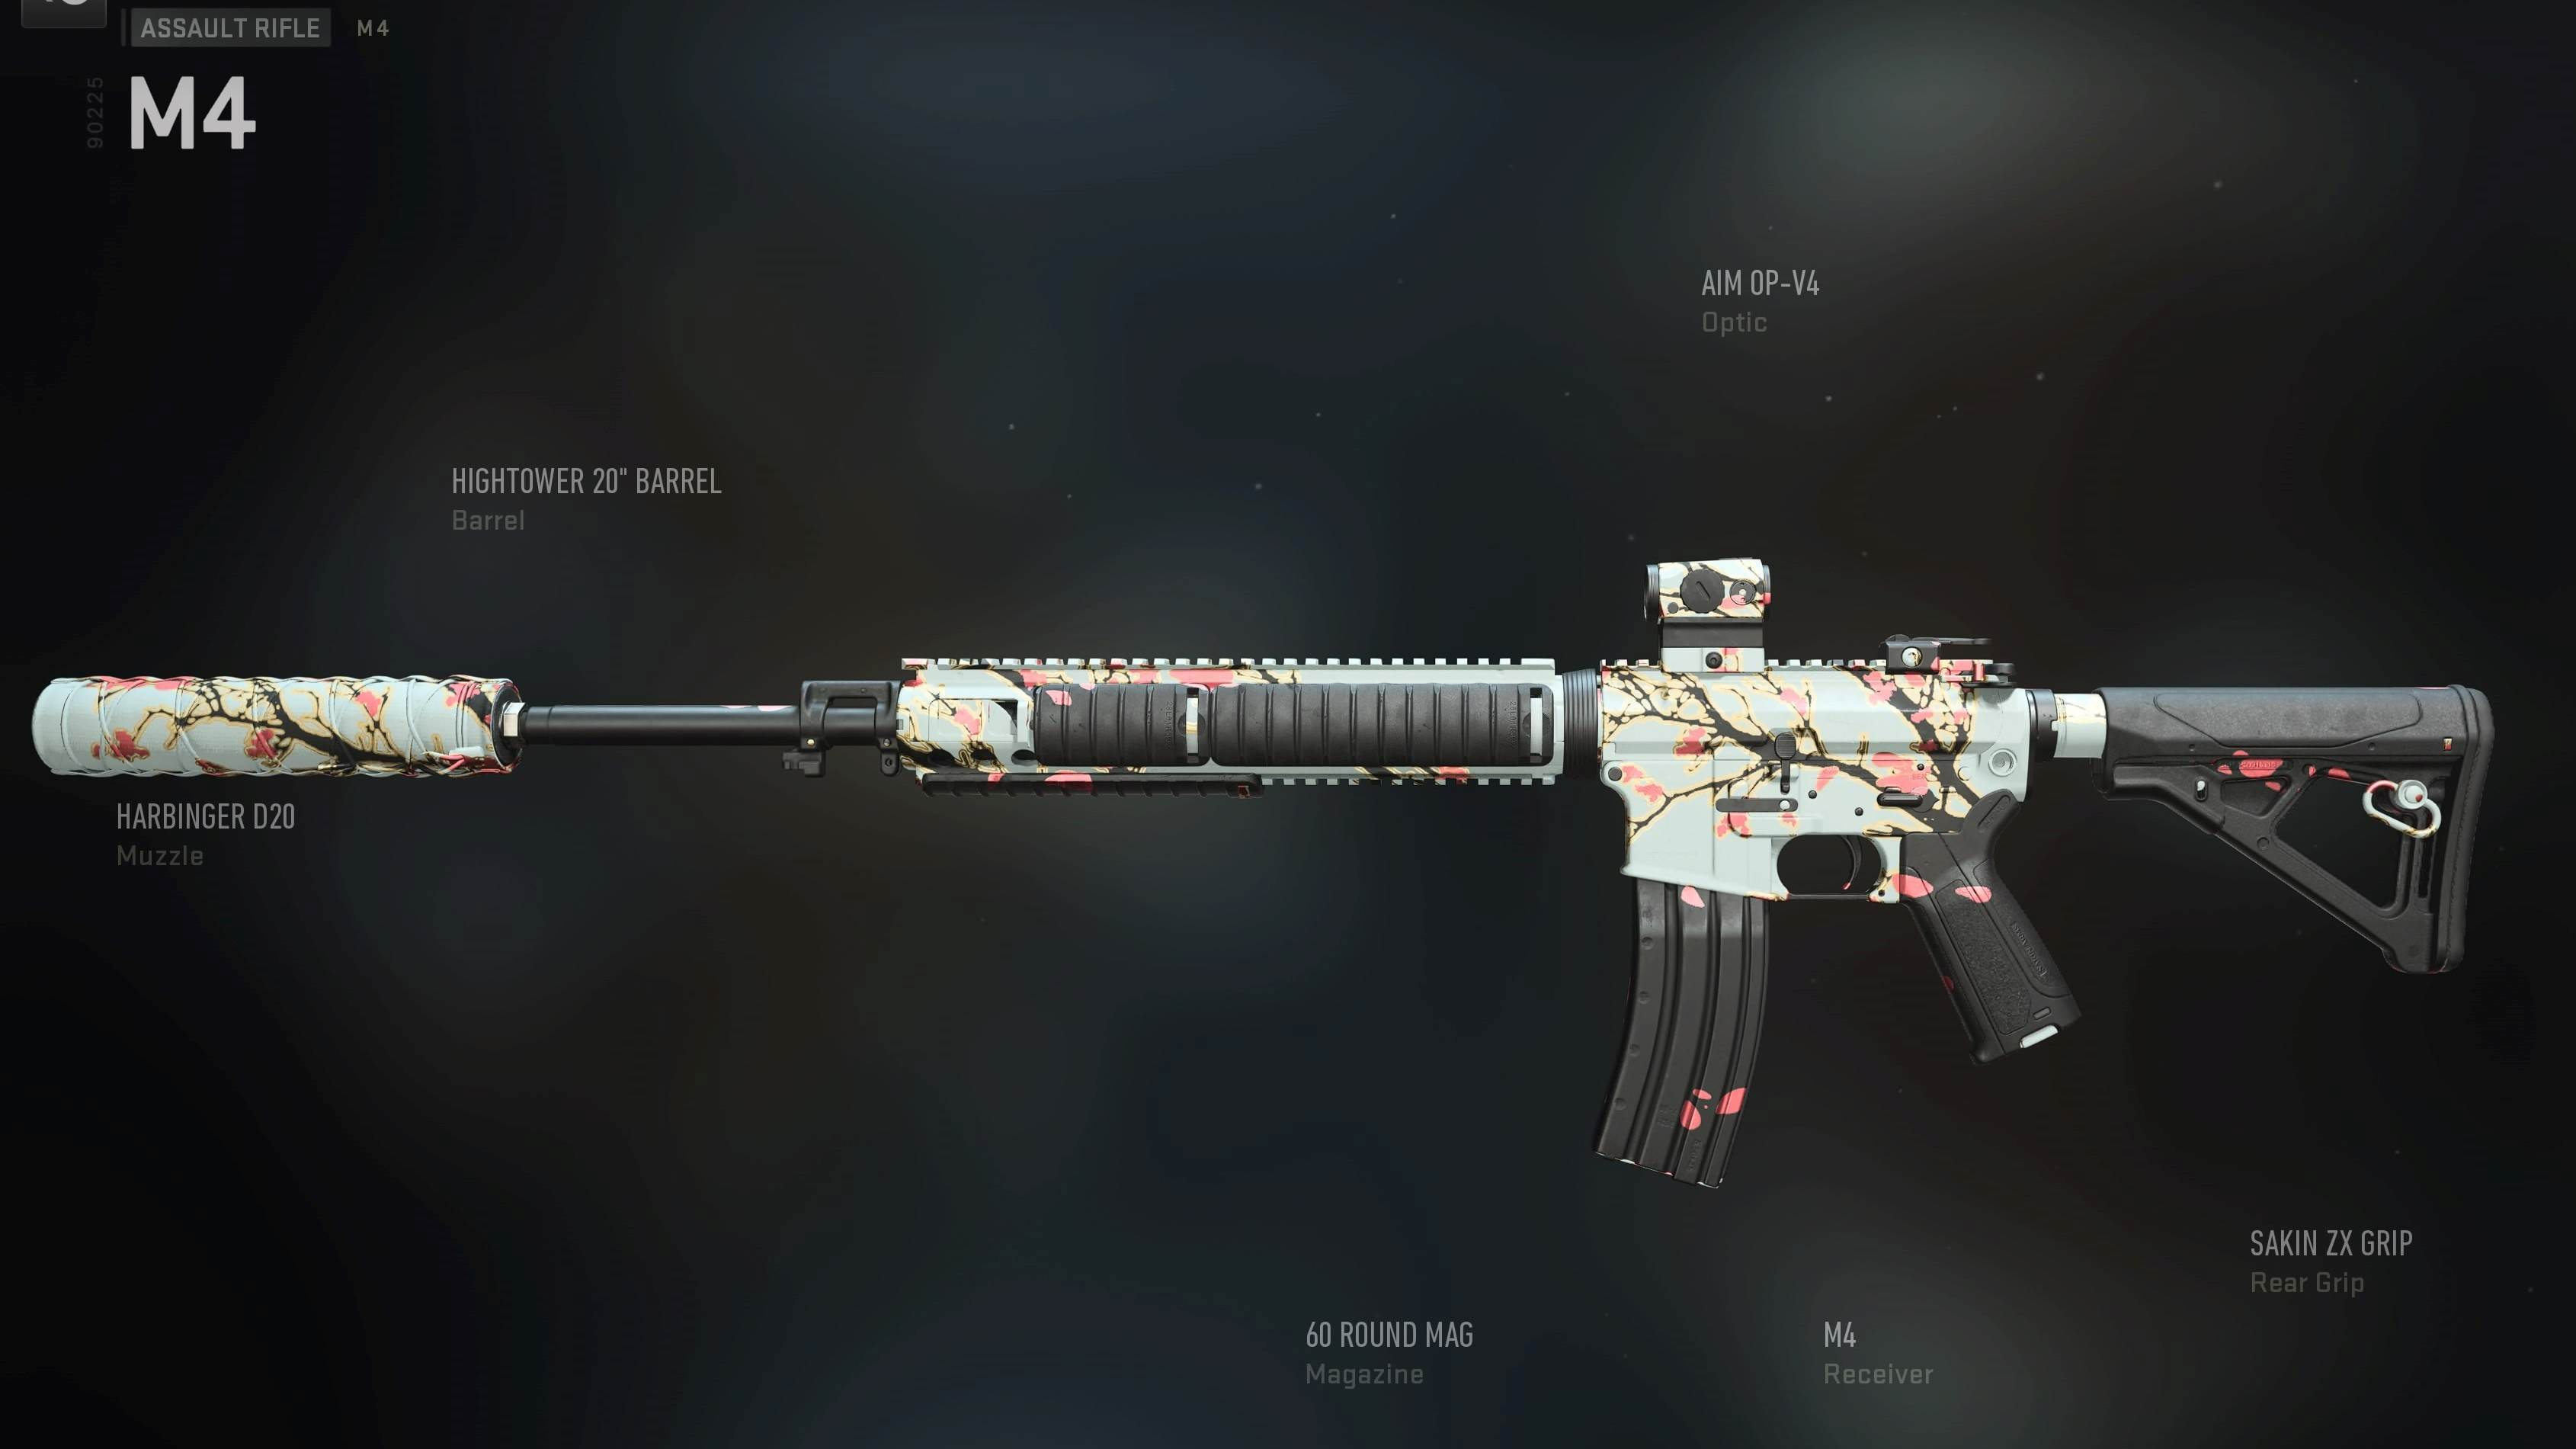 ASSAULT RIFLE M4
M4
902225
AIM OP-V4
Optic
HIGHTOWER 20" BARREL
Barrel
HARBINGER D20
Muzzle
SAKIN ZX GRIP
Rear Grip
60 ROUND MAG
Magazine
M4
Receiver